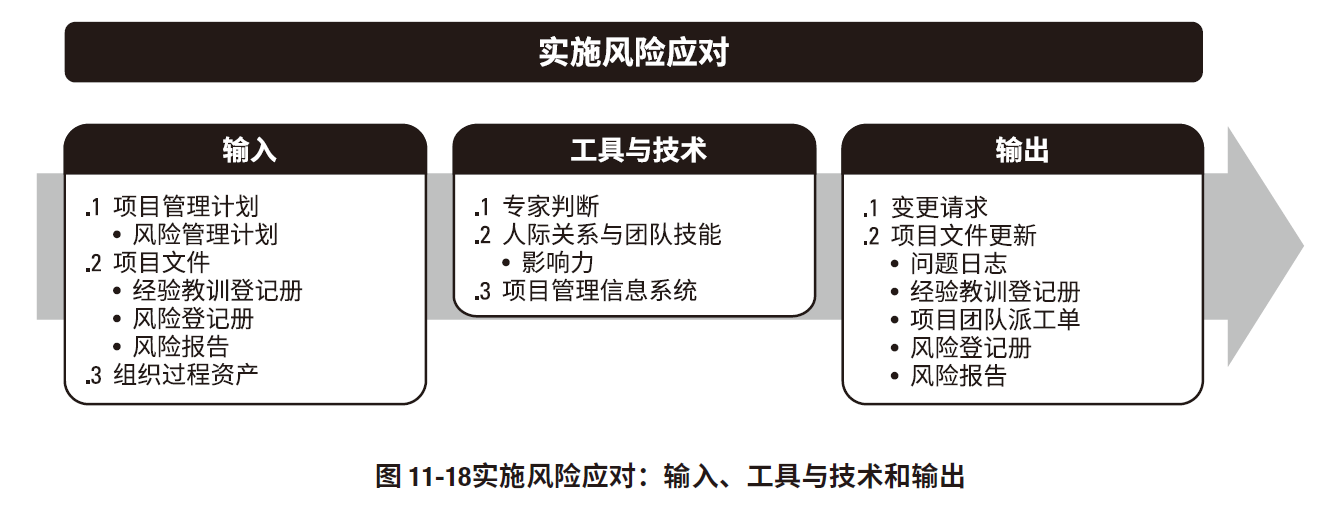 实施风险应对
输入
.1 项目管理计划
• 风险管理计划
.2 项目文件
• 经验教训登记册
• 风险登记册
• 风险报告
.3 组织过程资产
工具与技术
.1 专家判断
.2 人际关系与团队技能
• 影响力
.3 项目管理信息系统
输出
.1 变更请求
.2 项目文件更新
• 问题日志
• 经验教训登记册
• 项目团队派工单
• 风险登记册
• 风险报告
图 11-18实施风险应对：输入、工具与技术和输出